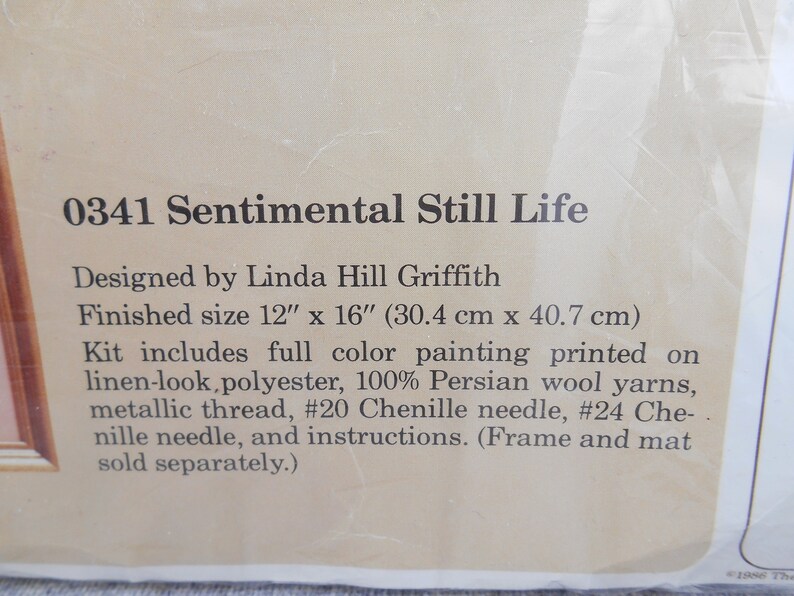 0341 Sentimental Still Life
Designed by Linda Hill Griffith
Finished size 12" x 16" (30.4 cm x 40.7 cm)
Kit includes full color painting printed on
linen-look polyester, 100% Persian wool yarns,
metallic thread, #20 Chenille needle, #24 Che-
nille needle, and instructions. (Frame and mat
sold separately.)
©1986 The